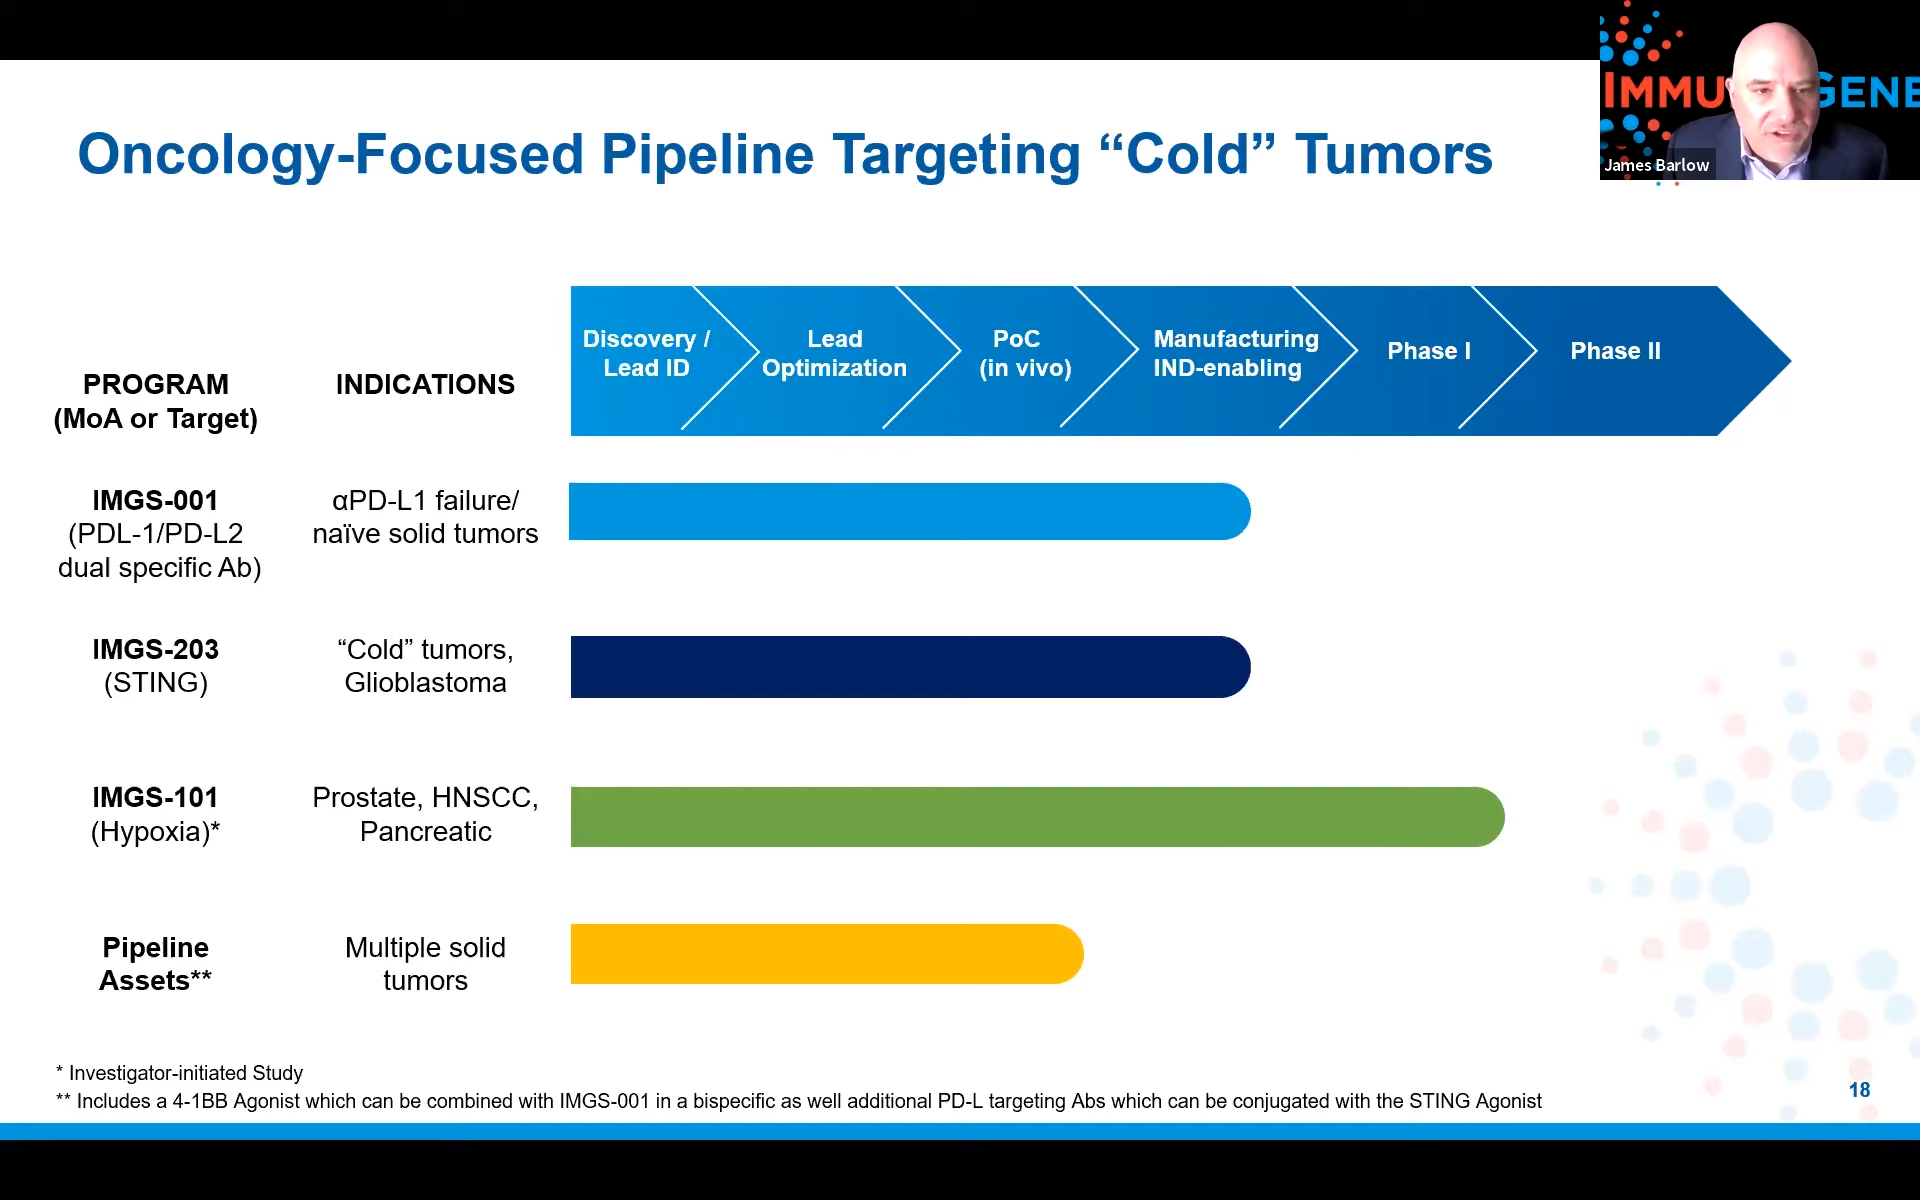 Oncology-Focused Pipeline Targeting “Cold” Tumors
IMMU
GENE
James Barlow
PROGRAM
(MoA or Target)
INDICATIONS
Discovery /
Lead ID
Lead
Optimization
PoC
(in vivo)
Manufacturing
IND-enabling
Phase I
Phase II
IMGS-001
(PDL-1/PD-L2
dual specific Ab)
αPD-L1 failure/
naïve solid tumors
IMGS-203
(STING)
“Cold” tumors,
Glioblastoma
IMGS-101
(Hypoxia)*
Prostate, HNSCC,
Pancreatic
Pipeline
Assets**
Multiple solid
tumors
* Investigator-initiated Study
** Includes a 4-1BB Agonist which can be combined with IMGS-001 in a bispecific as well additional PD-L targeting Abs which can be conjugated with the STING Agonist
18